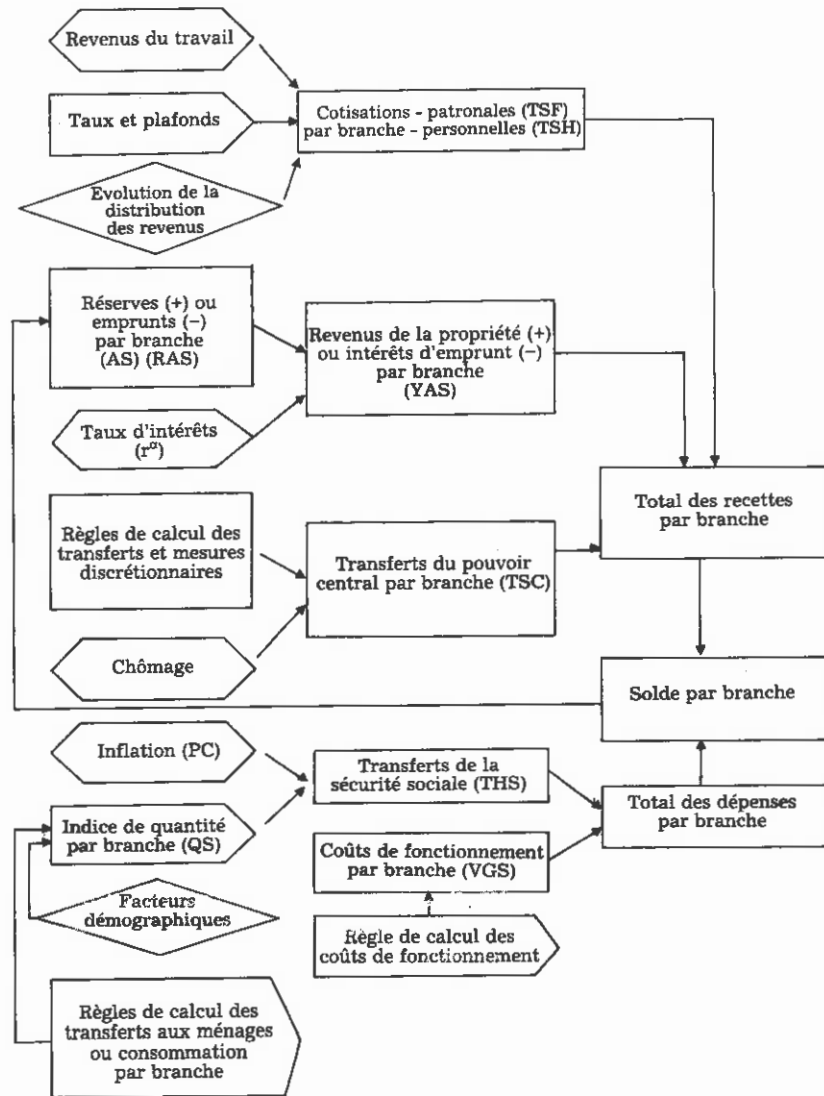 Revenus du travail
Taux et plafonds
Cotisations - patronales (TSF)
par branche - personnelles (TSH)
Evolution de la
distribution
des revenus
Réserves (+) ou
emprunts (−)
par branche
(AS) (RAS)
Revenus de la propriété (+)
ou intérêts d'emprunt (−)
par branche
(YAS)
Taux d'intérêts
(rα)
Total des recettes
par branche
Règles de calcul des
transferts et mesures
discrétionnaires
Transferts du pouvoir
central par branche (TSC)
Chômage
Solde par branche
Inflation (PC)
Transferts de la
sécurité sociale (THS)
Total des dépenses
par branche
Indice de quantité
par branche (QS)
Coûts de fonctionnement
par branche (VGS)
Facteurs
démographiques
Règle de calcul des
coûts de fonctionnement
Règles de calcul des
transferts aux ménages
ou consommation
par branche